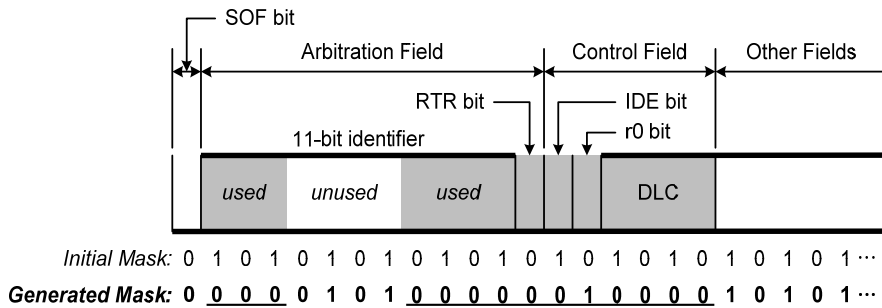 SOF bit
Arbitration Field
Control Field
Other Fields
RTR bit
IDE bit
r0 bit
11-bit identifier
used
unused
used
DLC
Initial Mask: 0 1 0 1 0 1 0 1 0 1 0 1 0 1 0 1 0 1 0 1 0 1 0 1 ···
Generated Mask: 0 0 0 0 0 1 0 1 0 0 0 0 0 0 1 0 0 0 0 1 0 1 0 1 ···